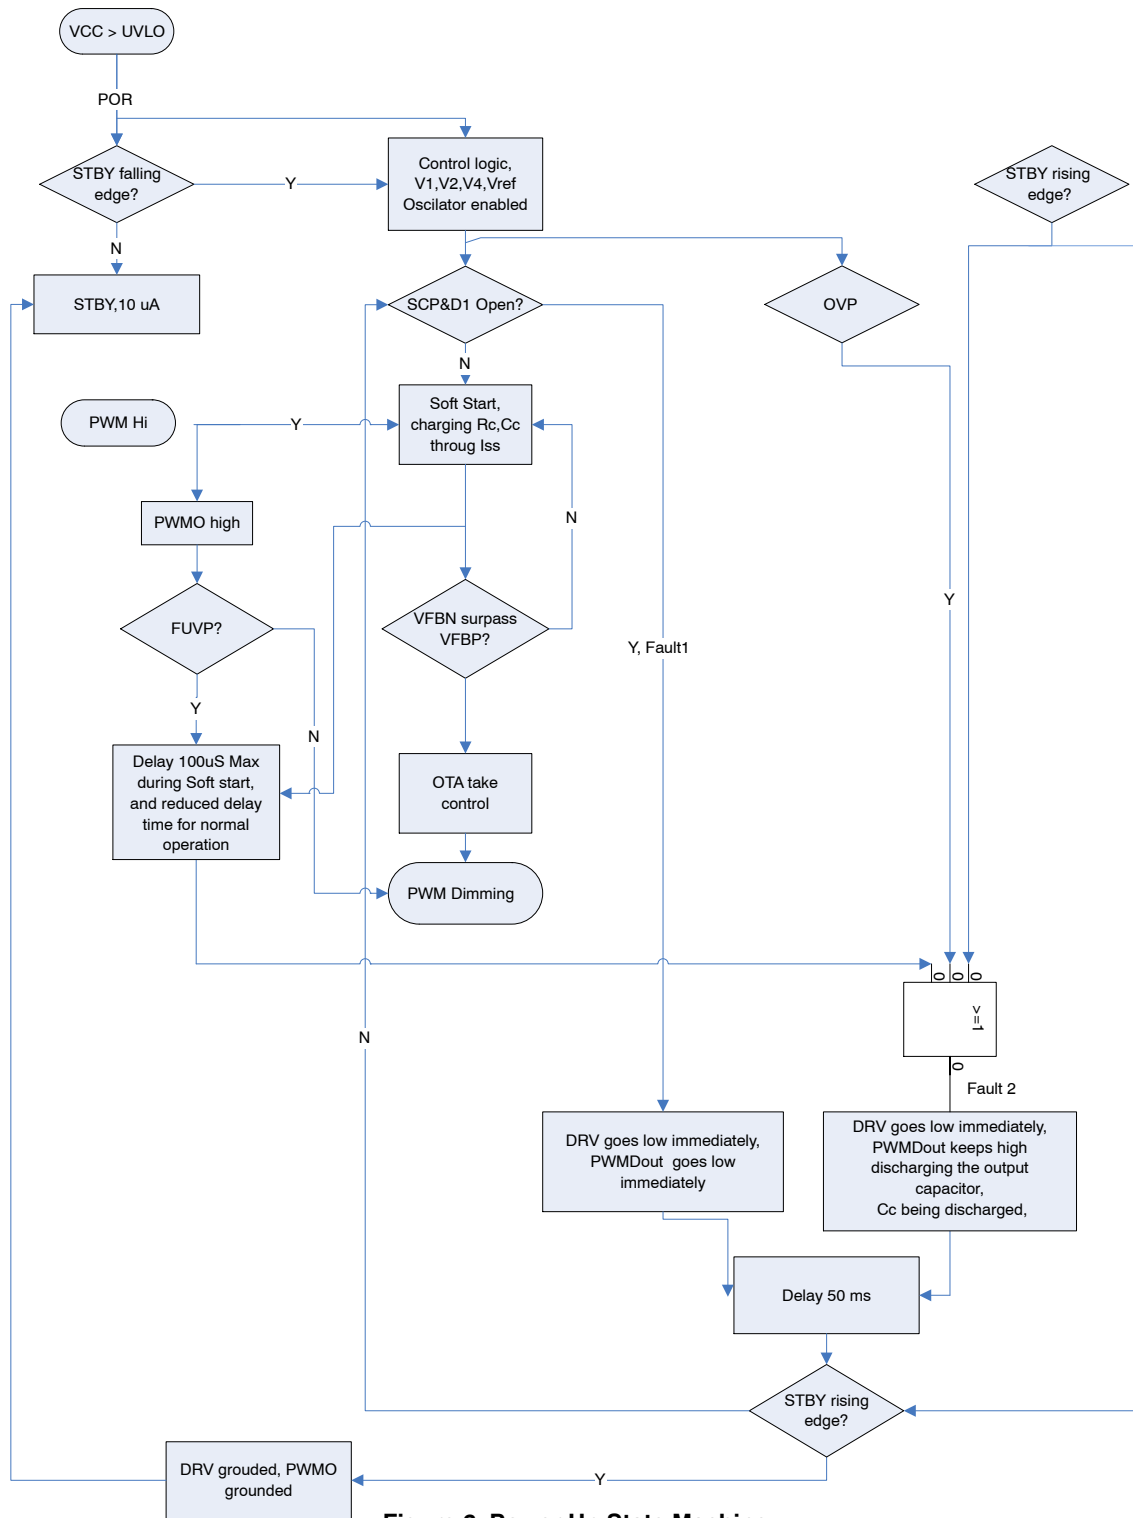 VCC > UVLO
POR
STBY falling
edge?
Y
Control logic,
V1,V2,V4,Vref
Oscilator enabled
STBY rising
edge?
N
STBY,10 uA
SCP&D1 Open?
OVP
N
PWM Hi
Y
Soft Start,
charging Rc,Cc
throug Iss
N
PWMO high
FUVP?
VFBN surpass
VFBP?
Y
Y, Fault1
Y
N
Delay 100uS Max
during Soft start,
and reduced delay
time for normal
operation
OTA take
control
PWM Dimming
0
0
0
>=1
0
N
Fault 2
DRV goes low immediately,
PWMDout goes low
immediately
DRV goes low immediately,
PWMDout keeps high
discharging the output
capacitor,
Cc being discharged,
Delay 50 ms
STBY rising
edge?
DRV grouded, PWMO
grounded
Y